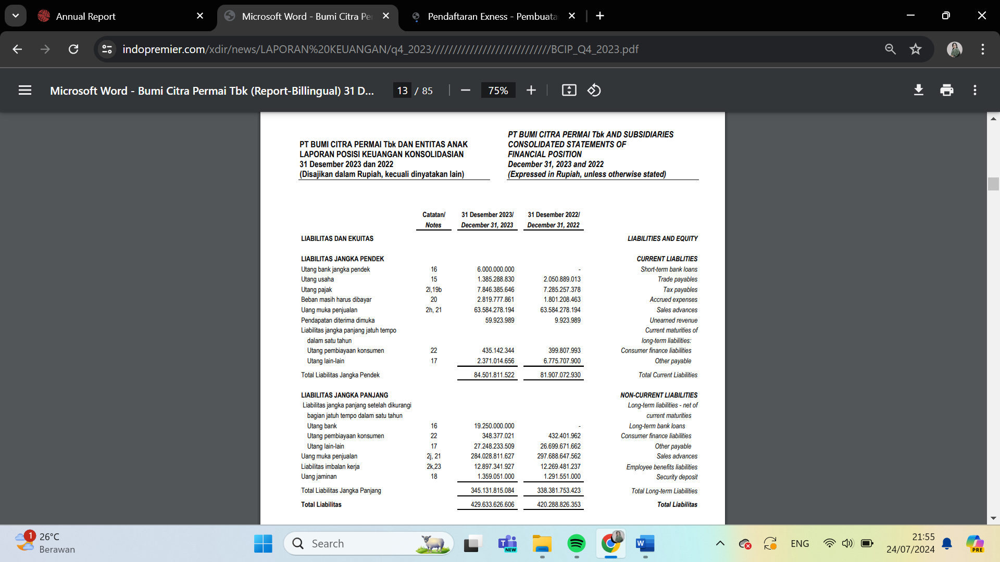 Annual Report
Microsoft Word - Bumi Citra Pe
Pendaftaran Exness - Pembuata
indopremier.com/xdir/news/LAPORAN%20KEUANGAN/q4_2023////////////////////////////BCIP_Q4_2023.pdf
Microsoft Word - Bumi Citra Permai Tbk (Report-Billingual) 31 D... 13 / 85 75%
PT BUMI CITRA PERMAI Tbk DAN ENTITAS ANAK
LAPORAN POSISI KEUANGAN KONSOLIDASIAN
31 Desember 2023 dan 2022
(Disajikan dalam Rupiah, kecuali dinyatakan lain)
PT BUMI CITRA PERMAI Tbk AND SUBSIDIARIES
CONSOLIDATED STATEMENTS OF
FINANCIAL POSITION
December 31, 2023 and 2022
(Expressed in Rupiah, unless otherwise stated)
Catatan/ 31 Desember 2023/ 31 Desember 2022/
Notes December 31, 2023 December 31, 2022
LIABILITAS DAN EKUITAS LIABILITIES AND EQUITY
LIABILITAS JANGKA PENDEK CURRENT LIABLITIES
Utang bank jangka pendek 16 6.000.000.000 - Short-term bank loans
Utang usaha 15 1.385.288.830 2.050.889.013 Trade payables
Utang pajak 2l,19b 7.846.385.646 7.285.257.378 Tax payables
Beban masih harus dibayar 20 2.819.777.861 1.801.208.463 Accrued expenses
Uang muka penjualan 2h, 21 63.584.278.194 63.584.278.194 Sales advances
Pendapatan diterima dimuka 59.923.989 9.923.989 Unearned revenue
Liabilitas jangka panjang jatuh tempo Current maturities of
dalam satu tahun long-term liabilities:
Utang pembiayaan konsumen 22 435.142.344 399.807.993 Consumer finance liabilities
Utang lain-lain 17 2.371.014.656 6.775.707.900 Other payable
Total Liabilitas Jangka Pendek 84.501.811.522 81.907.072.930 Total Current Liabilities
LIABILITAS JANGKA PANJANG NON-CURRENT LIABILITIES
Liabilitas jangka panjang setelah dikurangi Long-term liabilities - net of
bagian jatuh tempo dalam satu tahun current maturities
Utang bank 16 19.250.000.000 - Long-term bank loans
Utang pembiayaan konsumen 22 348.377.021 432.401.962 Consumer finance liabilities
Utang lain-lain 17 27.248.233.509 26.699.671.662 Other payable
Uang muka penjualan 2j, 21 284.028.811.627 297.688.647.562 Sales advances
Liabilitas imbalan kerja 2k,23 12.897.341.927 12.269.481.237 Employee benefits liabilities
Uang jaminan 18 1.359.051.000 1.291.551.000 Security deposit
Total Liabilitas Jangka Panjang 345.131.815.084 338.381.753.423 Total Long-term Liabilities
Total Liabilitas 429.633.626.606 420.288.826.353 Total Liabilitas
1
26°C
Berawan
Search
NEW
ENG
21:55
24/07/2024
PRE